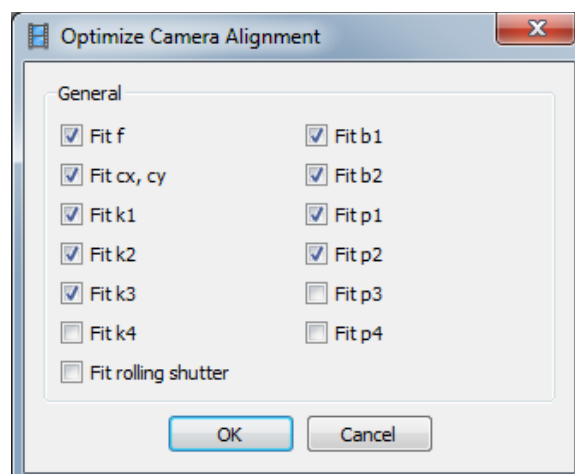 Optimize Camera Alignment
General
Fit f
Fit b1
Fit cx, cy
Fit b2
Fit k1
Fit p1
Fit k2
Fit p2
Fit k3
Fit p3
Fit k4
Fit p4
Fit rolling shutter
OK
Cancel